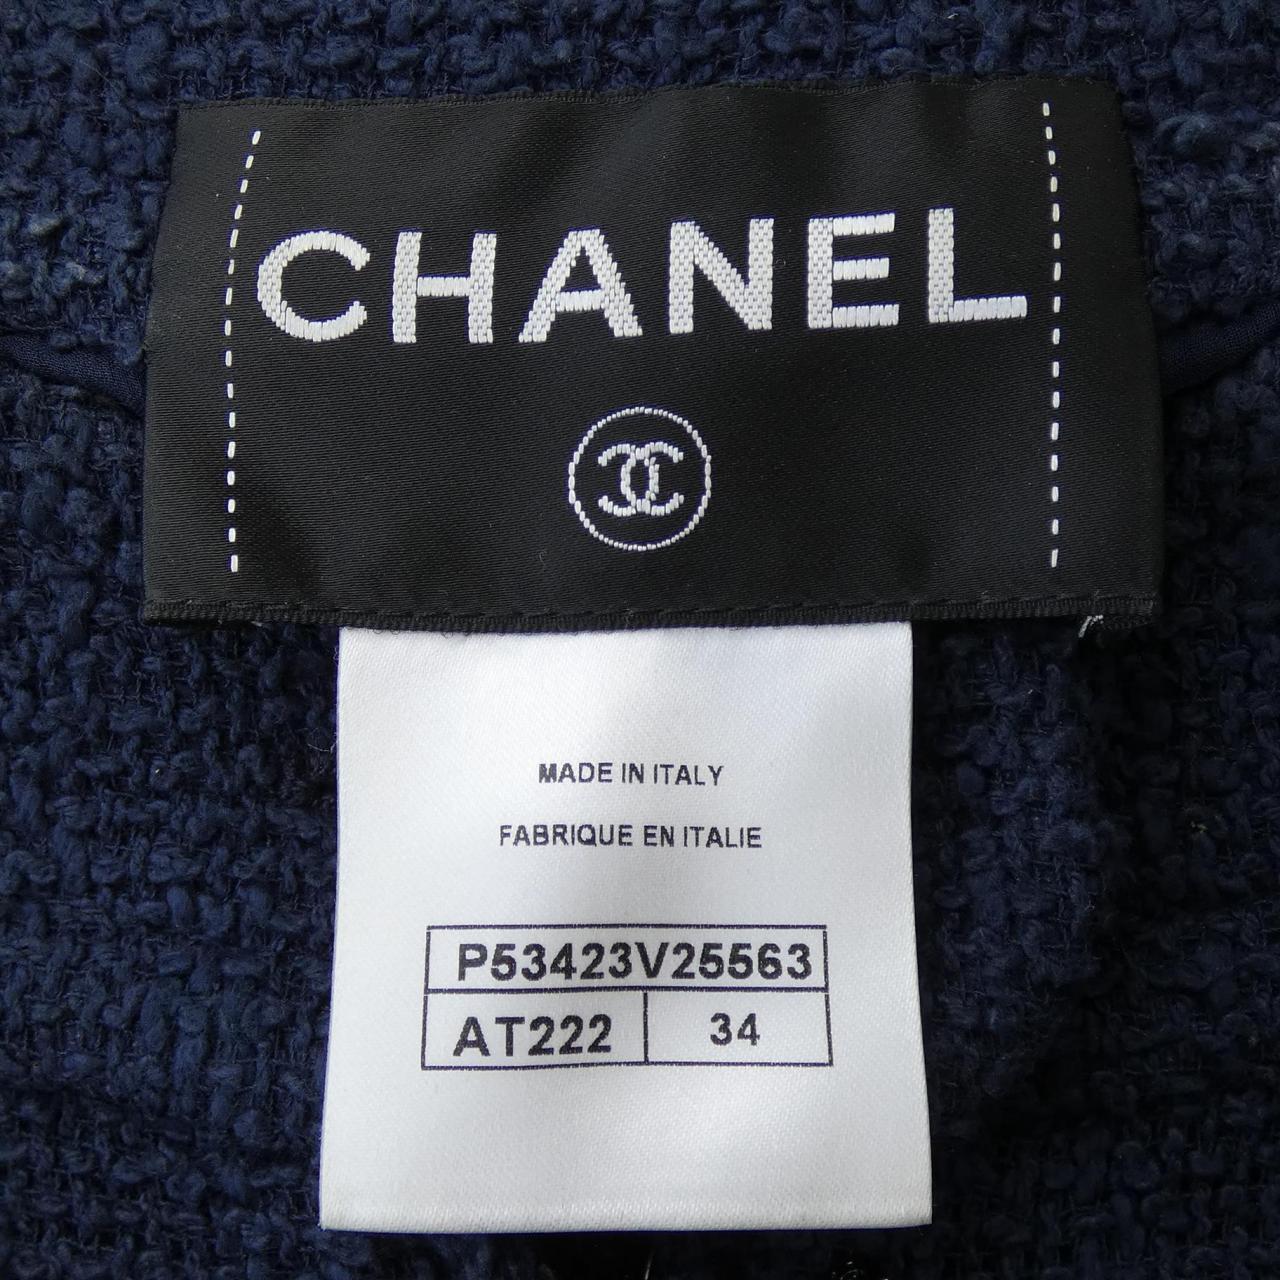 CHANEL
MADE IN ITALY
FABRIQUE EN ITALIE
P53423V25563
AT222 34